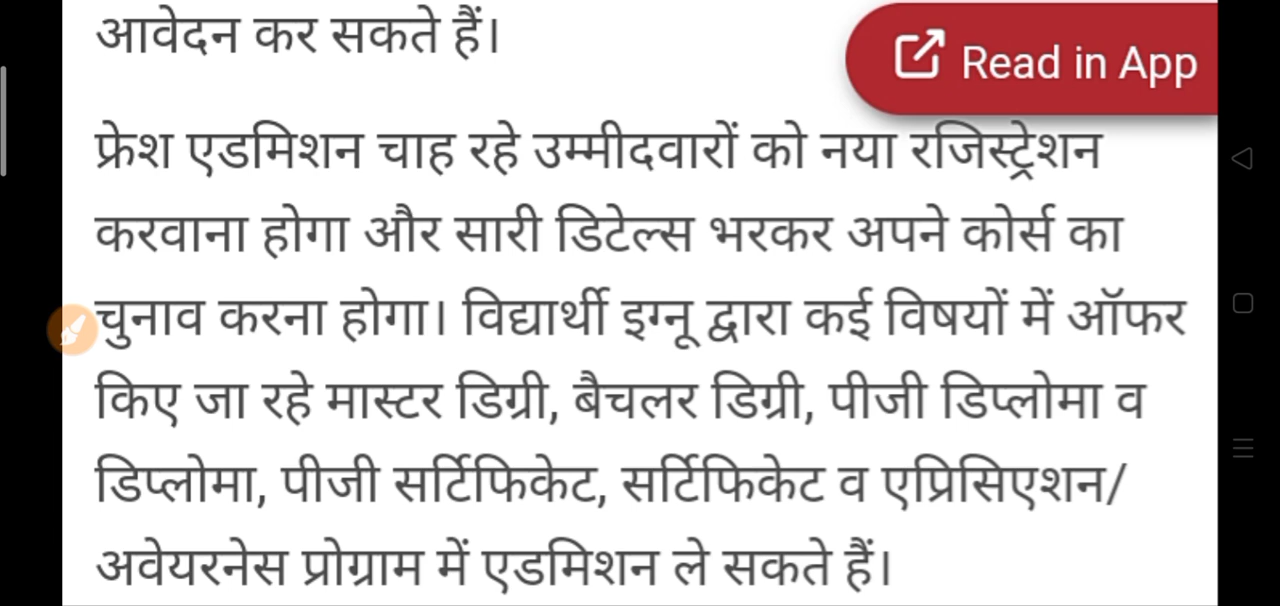 आवेदन कर सकते हैं।
Read in App
फ्रेश एडमिशन चाह रहे उम्मीदवारों को नया रजिस्ट्रेशन
करवाना होगा और सारी डिटेल्स भरकर अपने कोर्स का
चुनाव करना होगा। विद्यार्थी इग्नू द्वारा कई विषयों में ऑफर
किए जा रहे मास्टर डिग्री, बैचलर डिग्री, पीजी डिप्लोमा व
डिप्लोमा, पीजी सर्टिफिकेट, सर्टिफिकेट व एप्रिसिएशन/
अवेयरनेस प्रोग्राम में एडमिशन ले सकते हैं।